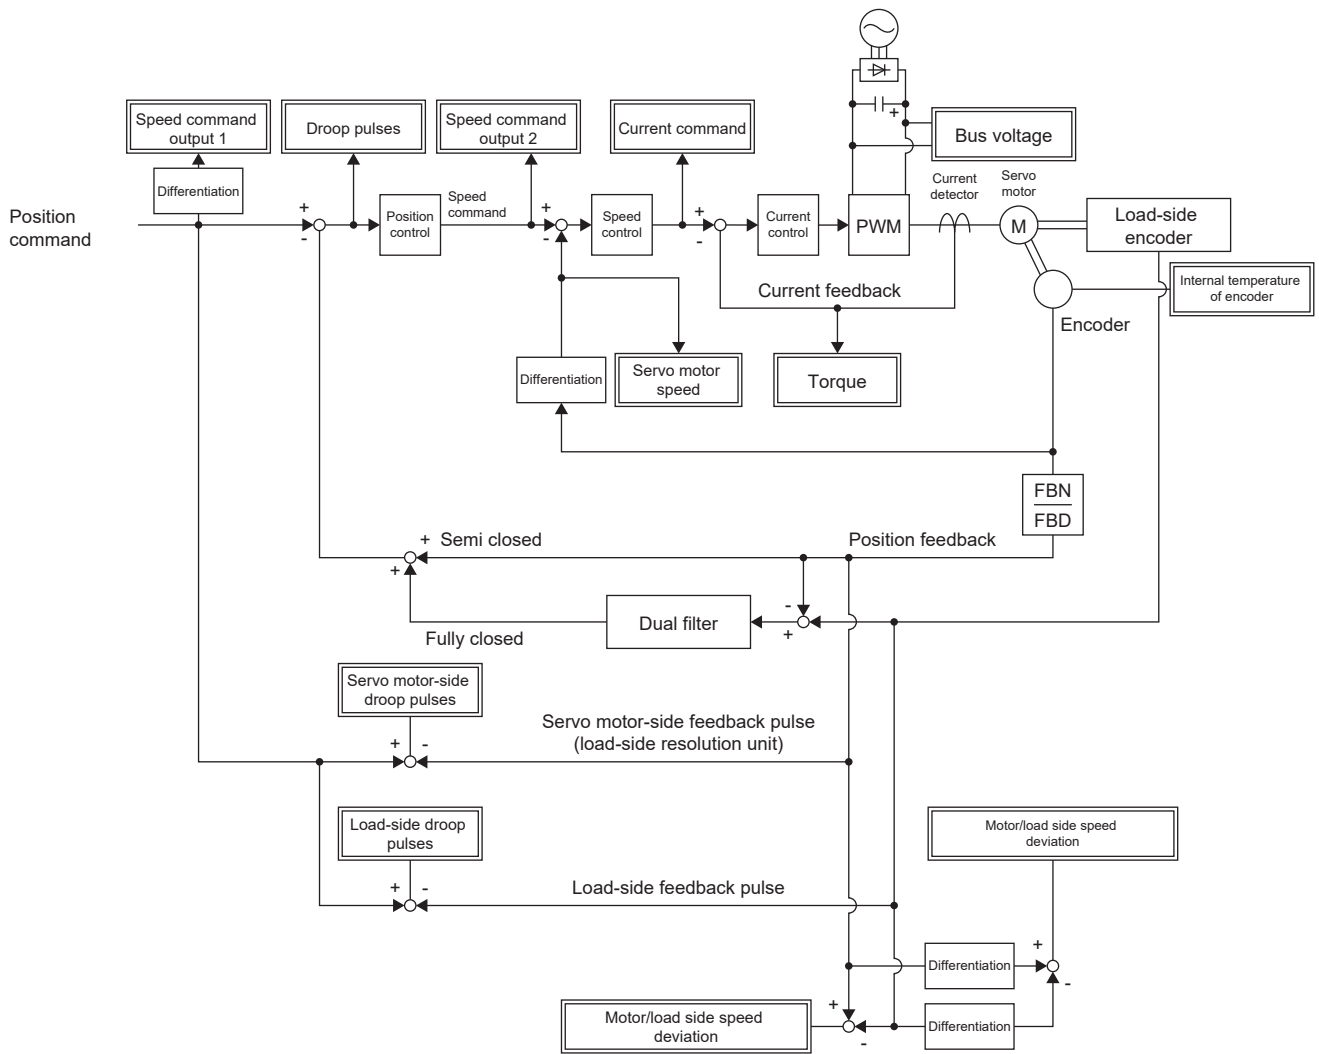 Speed command
output 1
Droop pulses
Speed command
output 2
Current command
+
Bus voltage
Differentiation
Position
command
+
-
Position
control
Speed
command
+
-
Speed
control
+
-
Current
control
PWM
Current
detector
Servo
motor
M
Load-side
encoder
Internal temperature
of encoder
Current feedback
Encoder
Differentiation
Servo motor
speed
Torque
FBN
FBD
+ Semi closed
Position feedback
+
-
+
Dual filter
Fully closed
Servo motor-side
droop pulses
Servo motor-side feedback pulse
(load-side resolution unit)
+ -
Load-side droop
pulses
Motor/load side speed
deviation
+ -
Load-side feedback pulse
Differentiation
+
-
Motor/load side speed
deviation
+
-
Differentiation